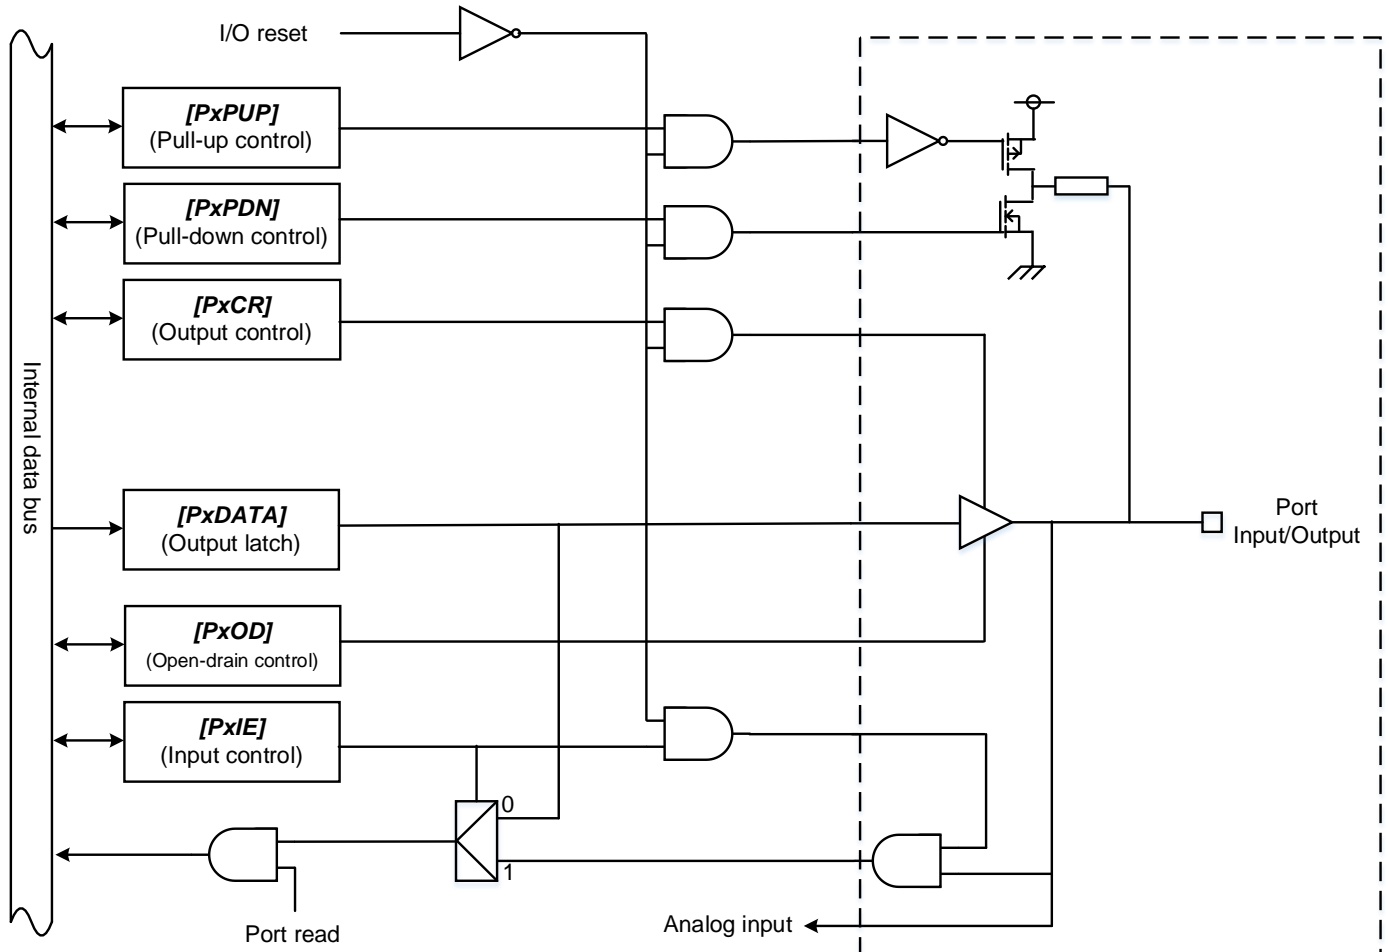 I/O reset
[PxPUP]
(Pull-up control)
[PxPDN]
(Pull-down control)
[PxCR]
(Output control)
Internal data bus
[PxDATA]
(Output latch)
Port
Input/Output
[PxOD]
(Open-drain control)
[PxIE]
(Input control)
0
1
Port read
Analog input